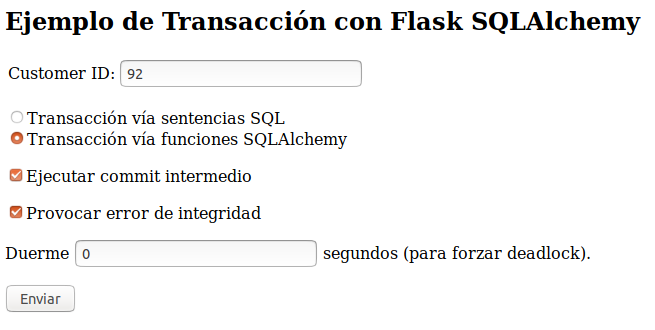 Ejemplo de Transacción con Flask SQLAlchemy
Customer ID: 92
Transacción vía sentencias SQL
Transacción vía funciones SQLAlchemy
Ejecutar commit intermedio
Provocar error de integridad
Duerme 0 segundos (para forzar deadlock).
Enviar